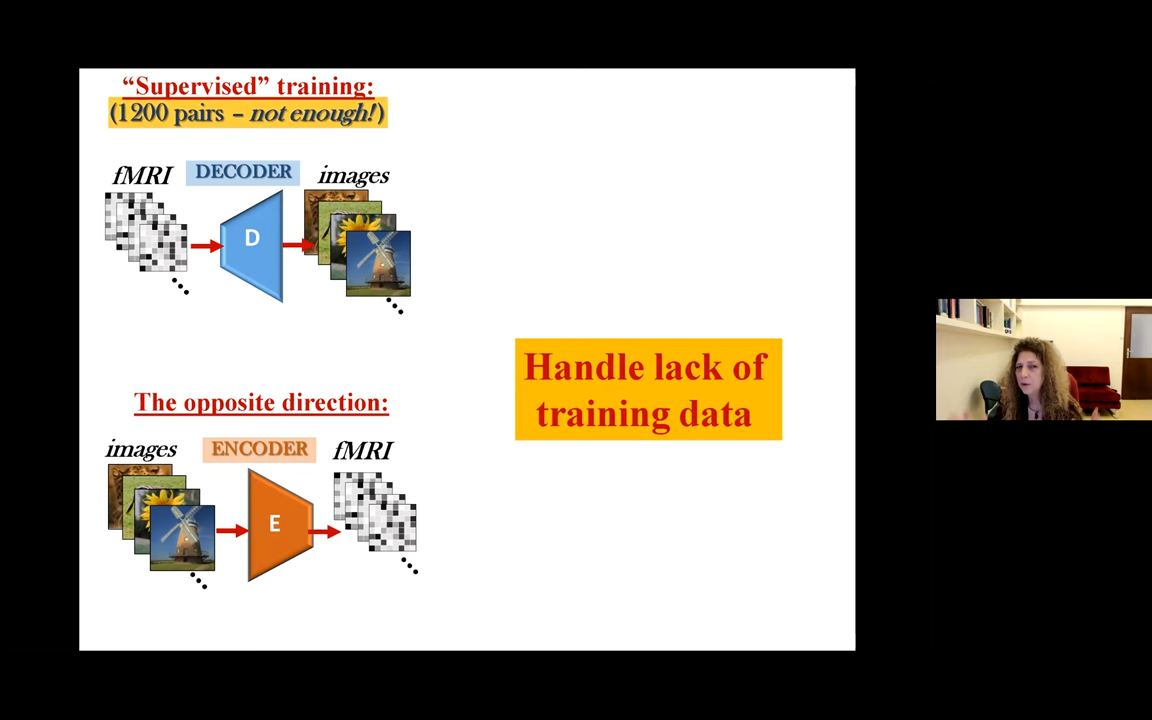 “Supervised” training:
(1200 pairs – not enough!)
fMRI
DECODER
images
D
The opposite direction:
images
ENCODER
fMRI
E
Handle lack of
training data